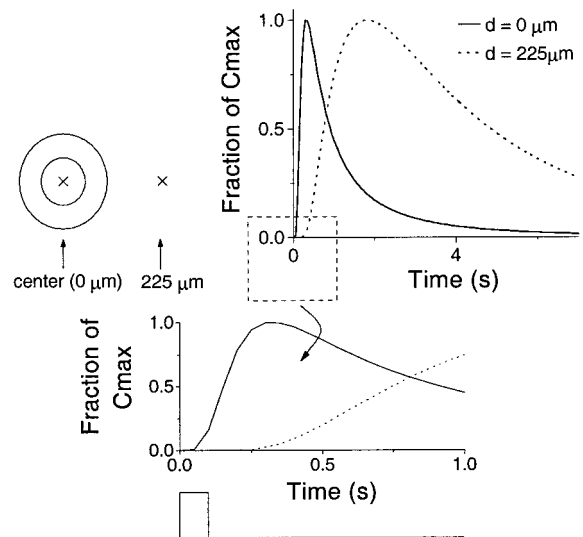 d = 0 μm
d = 225μm
Fraction of Cmax
1.0
0.5
0.0
0
4
Time (s)
center (0 μm)
225 μm
Fraction of
Cmax
1.0
0.5
0.0
0.0
0.5
1.0
Time (s)